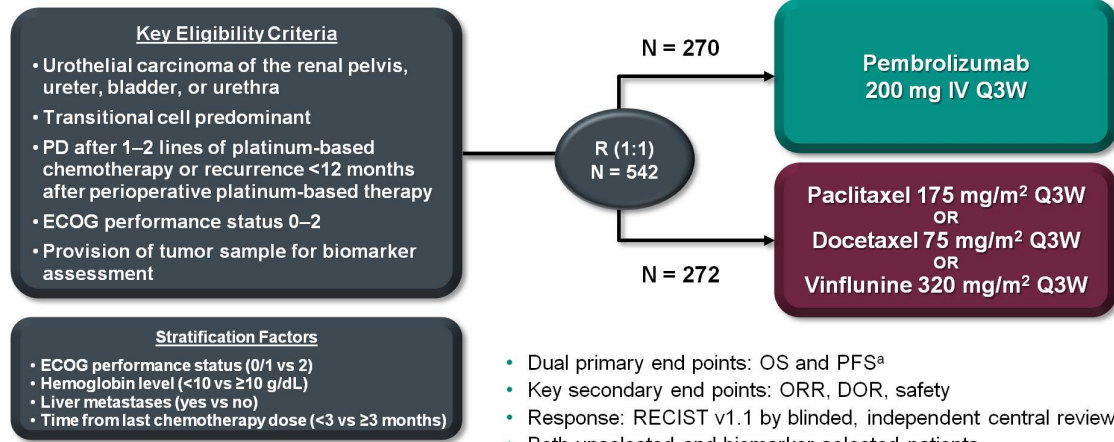 Key Eligibility Criteria
• Urothelial carcinoma of the renal pelvis,
ureter, bladder, or urethra
• Transitional cell predominant
• PD after 1–2 lines of platinum-based
chemotherapy or recurrence <12 months
after perioperative platinum-based therapy
• ECOG performance status 0–2
• Provision of tumor sample for biomarker
assessment
Stratification Factors
• ECOG performance status (0/1 vs 2)
• Hemoglobin level (<10 vs ≥10 g/dL)
• Liver metastases (yes vs no)
• Time from last chemotherapy dose (<3 vs ≥3 months)
R (1:1)
N = 542
N = 270
Pembrolizumab
200 mg IV Q3W
N = 272
Paclitaxel 175 mg/m² Q3W
OR
Docetaxel 75 mg/m² Q3W
OR
Vinflunine 320 mg/m² Q3W
• Dual primary end points: OS and PFSᵃ
• Key secondary end points: ORR, DOR, safety
• Response: RECIST v1.1 by blinded, independent central review
• Both unselected and biomarker-selected patients